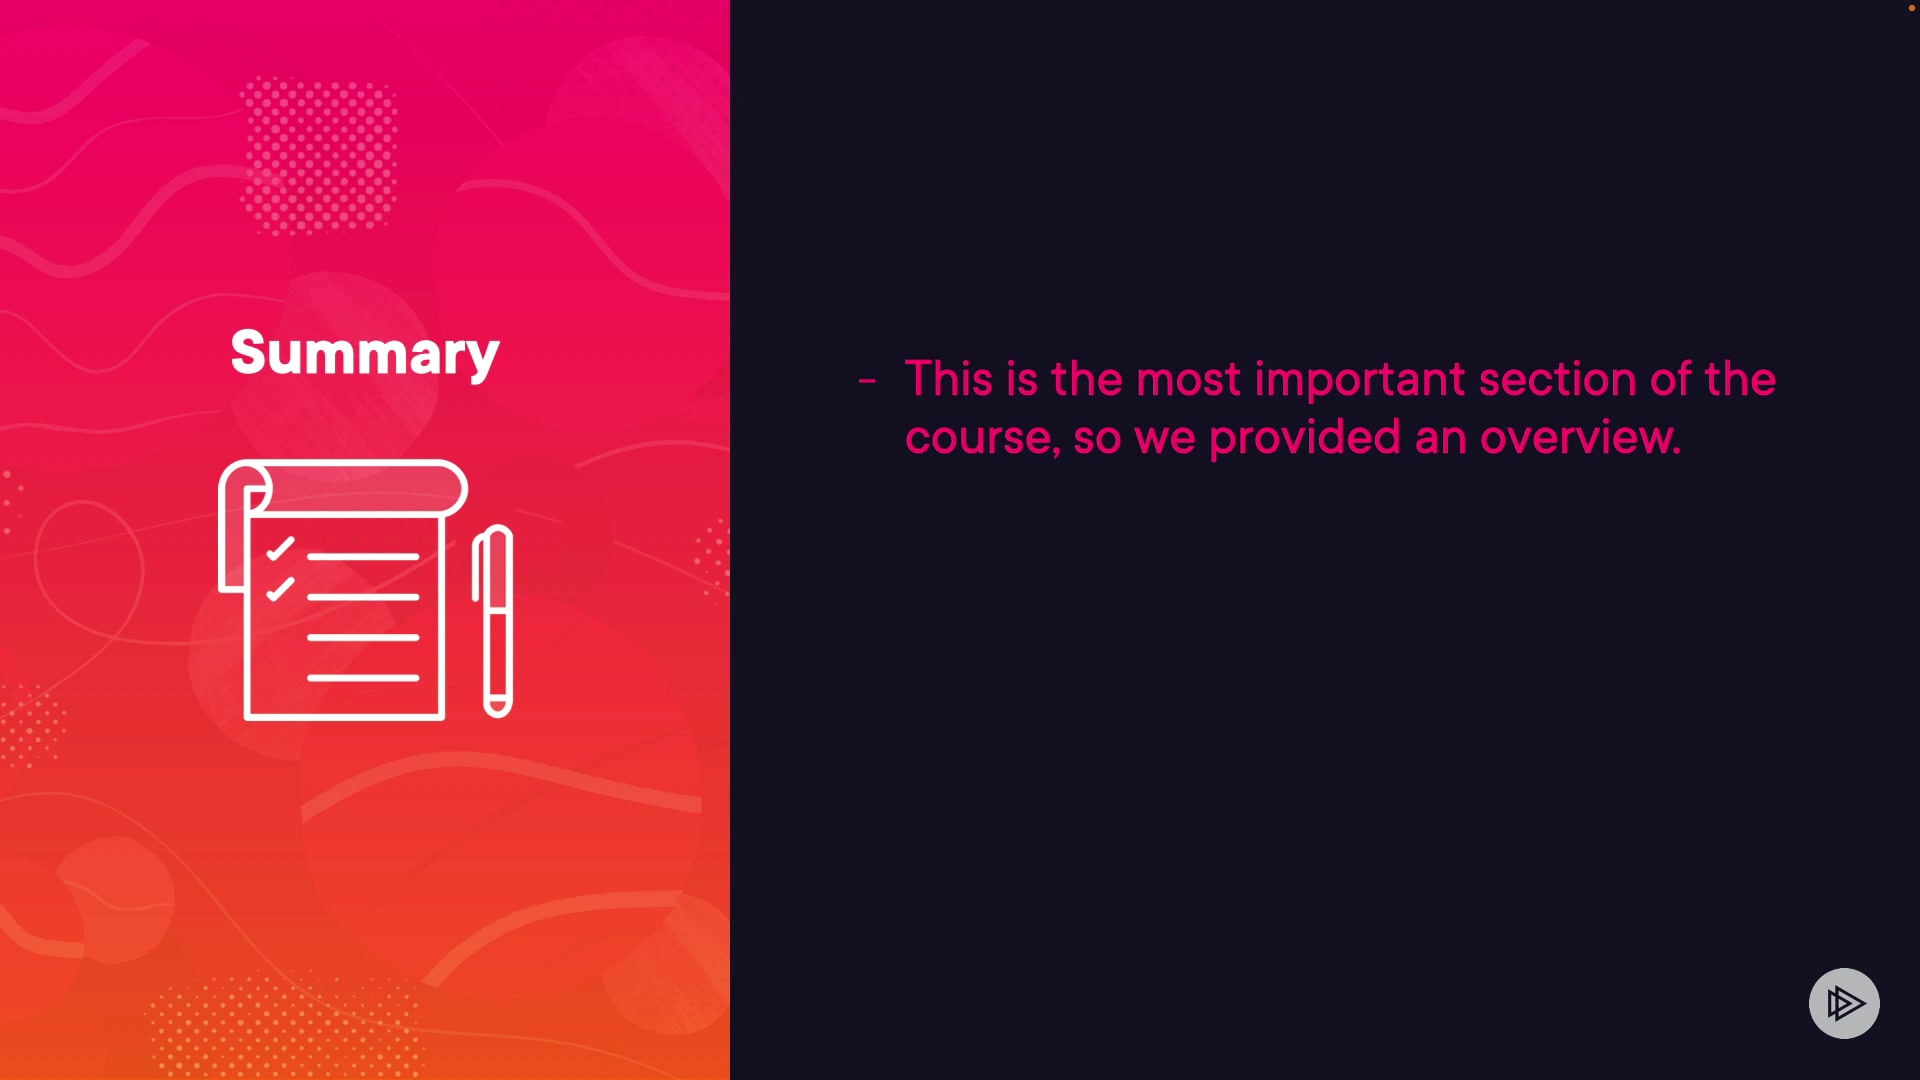 Summary
- This is the most important section of the
course, so we provided an overview.